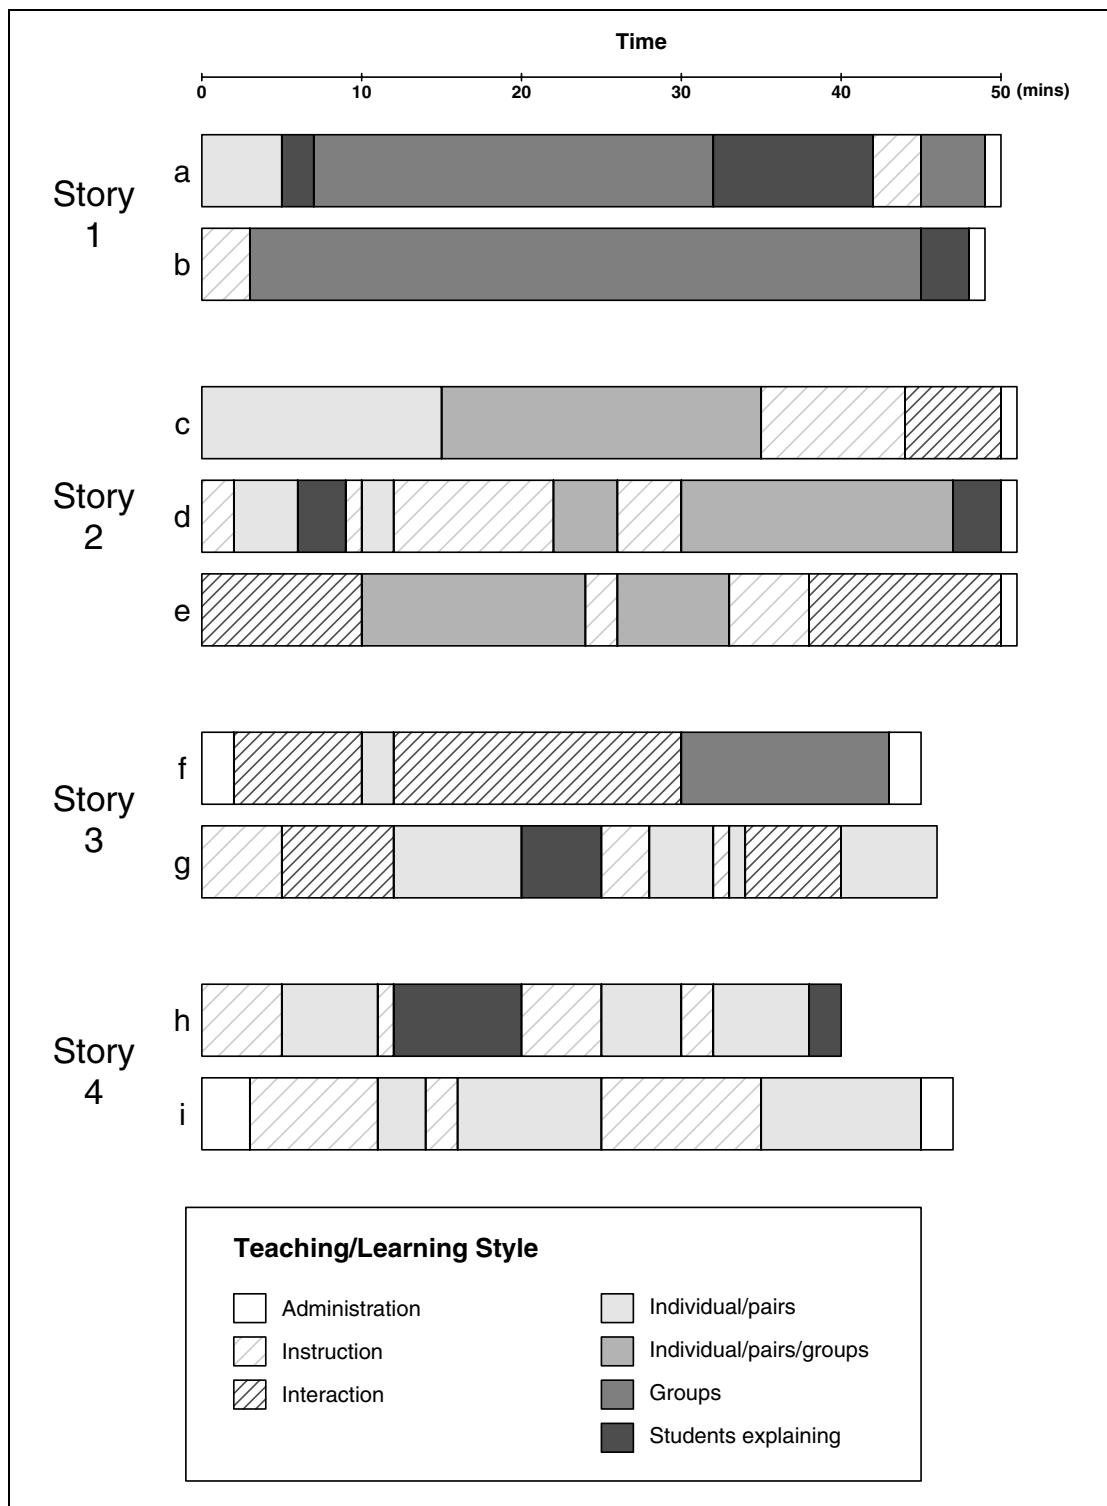 Time
0 10 20 30 40 50 (mins)
Story
1
a
b
Story
2
c
d
e
Story
3
f
g
Story
4
h
i
Teaching/Learning Style
Administration
Instruction
Interaction
Individual/pairs
Individual/pairs/groups
Groups
Students explaining